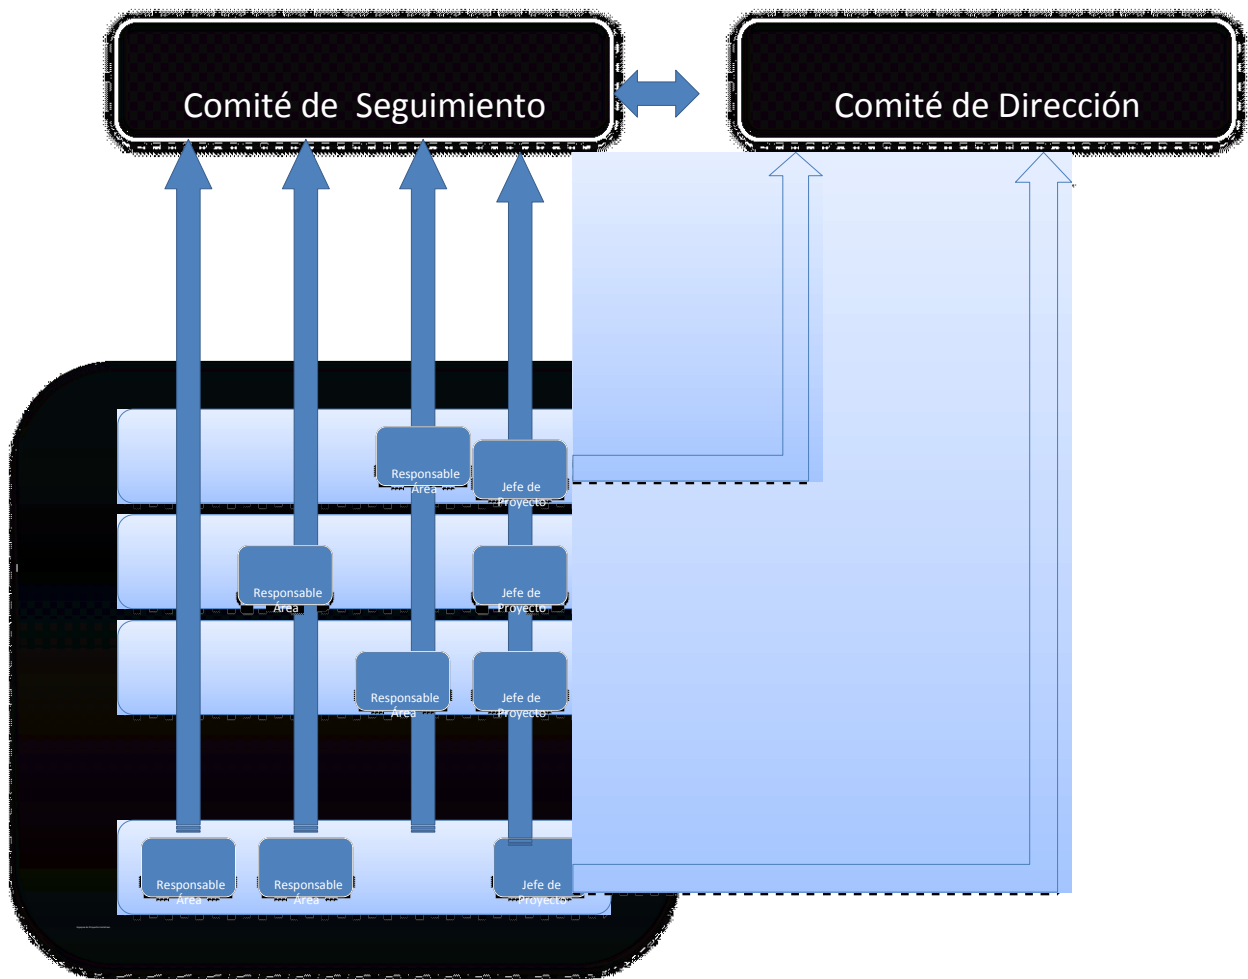 Comité de Seguimiento
Comité de Dirección
Responsable
Área
Jefe de
Proyecto
Responsable
Área
Jefe de
Proyecto
Responsable
Área
Jefe de
Proyecto
Responsable
Área
Responsable
Área
Jefe de
Proyecto